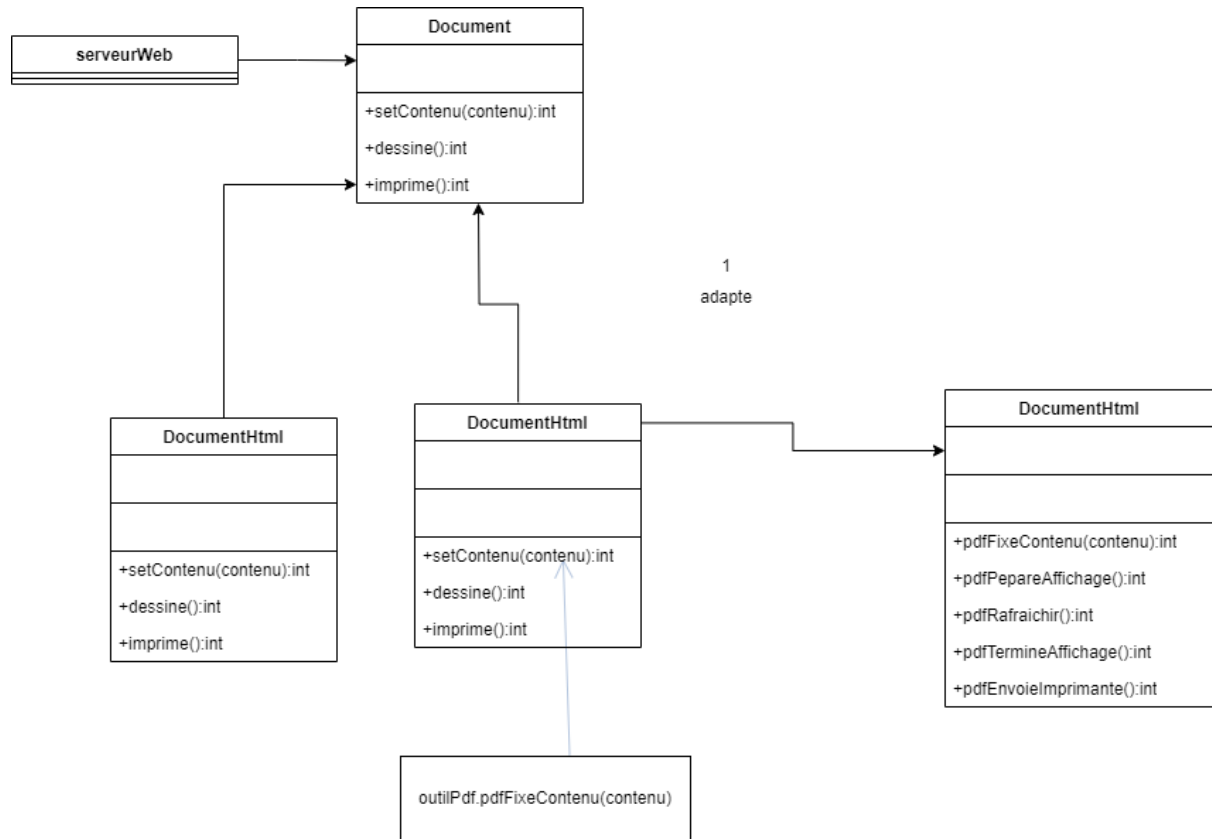 Document
serveurWeb
+setContenu(contenu):int
+dessine():int
+imprime():int
1
adapte
DocumentHtml
+setContenu(contenu):int
+dessine():int
+imprime():int
DocumentHtml
+setContenu(contenu):int
+dessine():int
+imprime():int
DocumentHtml
+pdfFixeContenu(contenu):int
+pdfPepareAffichage():int
+pdfRafraichir():int
+pdfTermineAffichage():int
+pdfEnvoieImprimante():int
outilPdf.pdfFixeContenu(contenu)